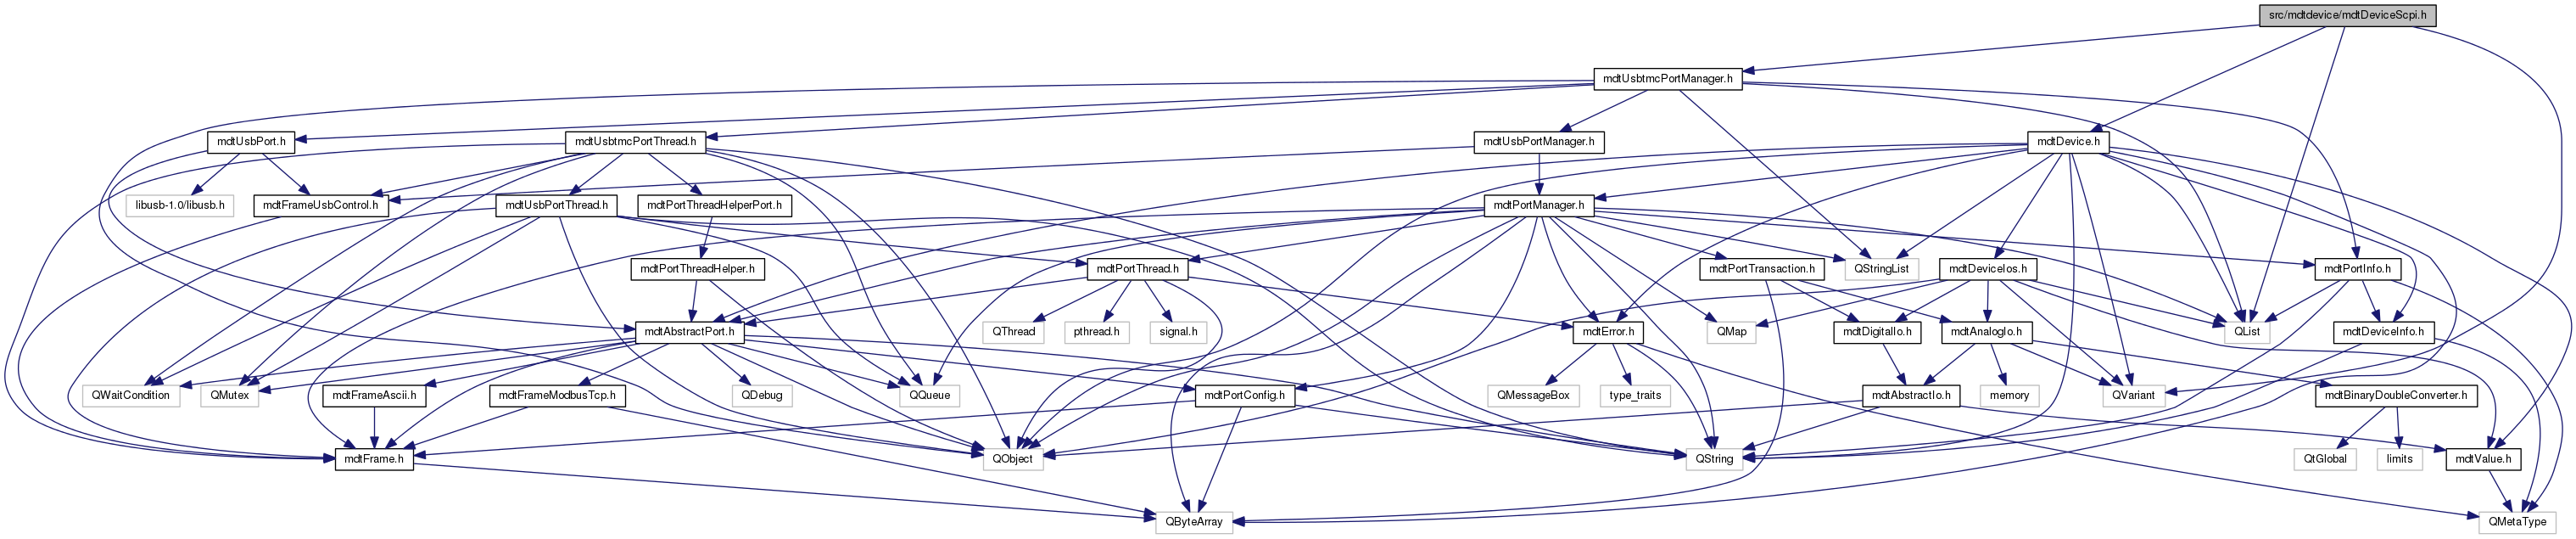 src/mdtdevice/mdtDeviceScpi.h
mdtUsbtmcPortManager.h
mdtUsbPort.h
mdtUsbtmcPortThread.h
mdtUsbPortManager.h
mdtDevice.h
libusb-1.0/libusb.h
mdtFrameUsbControl.h
mdtUsbPortThread.h
mdtPortThreadHelperPort.h
mdtPortManager.h
mdtPortThreadHelper.h
mdtPortThread.h
mdtPortTransaction.h
QStringList
mdtDeviceIos.h
mdtPortInfo.h
mdtAbstractPort.h
QThread
pthread.h
signal.h
mdtError.h
QMap
mdtDigitalIo.h
mdtAnalogIo.h
QList
mdtDeviceInfo.h
QWaitCondition
QMutex
mdtFrameAscii.h
mdtFrameModbusTcp.h
QDebug
QQueue
mdtPortConfig.h
QMessageBox
type_traits
mdtAbstractIo.h
memory
QVariant
mdtBinaryDoubleConverter.h
mdtFrame.h
QObject
QString
QtGlobal
limits
mdtValue.h
QByteArray
QMetaType